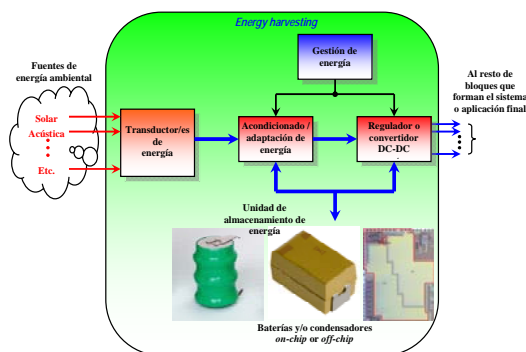 Energy harvesting
Gestión de
energía
Fuentes de
energía ambiental
Solar
Acústica
Etc.
Transductor/es
de
energía
Acondicionado /
adaptación de
energía
Regulador o
convertidor
DC-DC
Al resto de
bloques que
forman el sistema
o aplicación final
Unidad de
almacenamiento de
energía
Baterías y/o condensadores
on-chip or off-chip